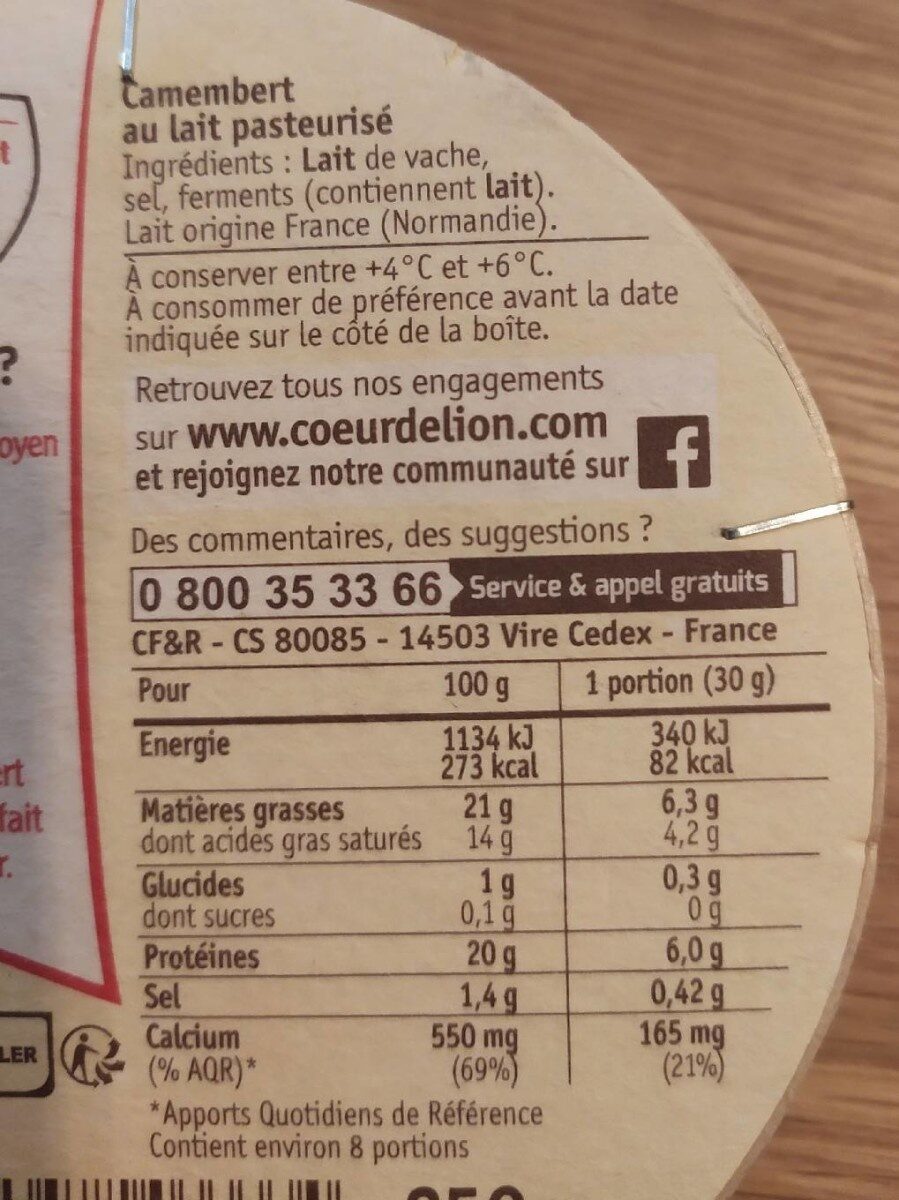 t
?
oyen
ert
fait
r.
LER
Camembert
au lait pasteurisé
Ingrédients : Lait de vache,
sel, ferments (contiennent lait).
Lait origine France (Normandie).
À conserver entre +4°C et +6°C.
À consommer de préférence avant la date
indiquée sur le côté de la boîte.
Retrouvez tous nos engagements
sur www.coeurdelion.com
et rejoignez notre communauté sur f
Des commentaires, des suggestions ?
0 800 35 33 66 Service & appel gratuits
CF&R - CS 80085 - 14503 Vire Cedex - France
Pour 100 g 1 portion (30 g)
Energie 1134 kJ 340 kJ
273 kcal 82 kcal
Matières grasses 21 g 6,3 g
dont acides gras saturés 14 g 4,2 g
Glucides 1 g 0,3 g
dont sucres 0,1 g 0 g
Protéines 20 g 6,0 g
Sel 1,4 g 0,42 g
Calcium 550 mg 165 mg
(% AQR)* (69%) (21%)
*Apports Quotidiens de Référence
Contient environ 8 portions